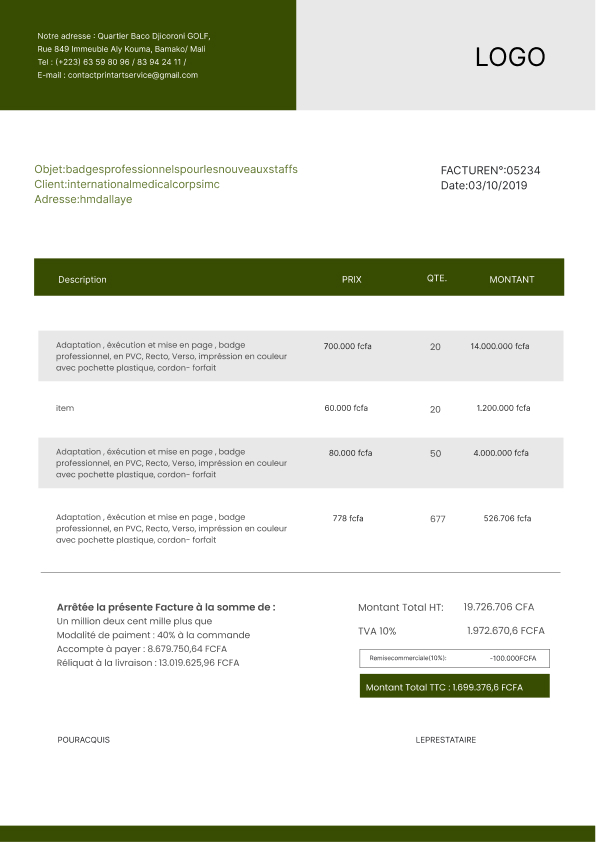 Notre adresse : Quartier Baco Djicoroni GOLF,
Rue 849 Immeuble Aly Kouma, Bamako/ Mali
Tel : (+223) 63 59 80 96 / 83 94 24 11 /
E-mail : contactprintartservice@gmail.com
LOGO
Objet:badgesprofessionnelspourlesnouveauxstaffs
Client:internationalmedicalcorpsimc
Adresse:hmdallaye
FACTUREN°:05234
Date:03/10/2019
Description PRIX QTE. MONTANT
Adaptation , éxécution et mise en page , badge
professionnel, en PVC, Recto, Verso, impréssion en couleur
avec pochette plastique, cordon- forfait
700.000 fcfa 20 14.000.000 fcfa
item 60.000 fcfa 20 1.200.000 fcfa
Adaptation , éxécution et mise en page , badge
professionnel, en PVC, Recto, Verso, impréssion en couleur
avec pochette plastique, cordon- forfait
80.000 fcfa 50 4.000.000 fcfa
Adaptation , éxécution et mise en page , badge
professionnel, en PVC, Recto, Verso, impréssion en couleur
avec pochette plastique, cordon- forfait
778 fcfa 677 526.706 fcfa
Arrêtée la présente Facture à la somme de :
Un million deux cent mille plus que
Modalité de paiment : 40% à la commande
Accompte à payer : 8.679.750,64 FCFA
Réliquat à la livraison : 13.019.625,96 FCFA
Montant Total HT: 19.726.706 CFA
TVA 10% 1.972.670,6 FCFA
Remisecommerciale(10%): -100.000FCFA
Montant Total TTC : 1.699.376,6 FCFA
POURACQUIS LEPRESTATAIRE